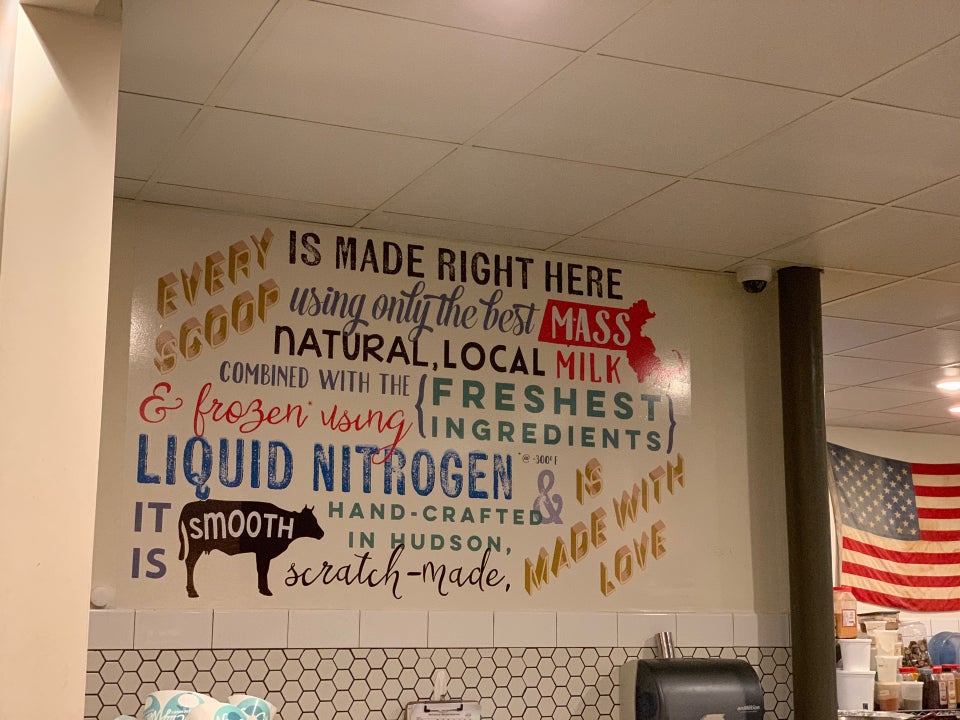 EVERY SCOOP IS MADE RIGHT HERE
using only the best MASS
NATURAL, LOCAL MILK
COMBINED WITH THE {FRESHEST INGREDIENTS}
& frozen* using
LIQUID NITROGEN *@ -300°F
IT IS SMOOTH HAND-CRAFTED
IN HUDSON,
scratch-made,
& IS
MADE WITH
LOVE